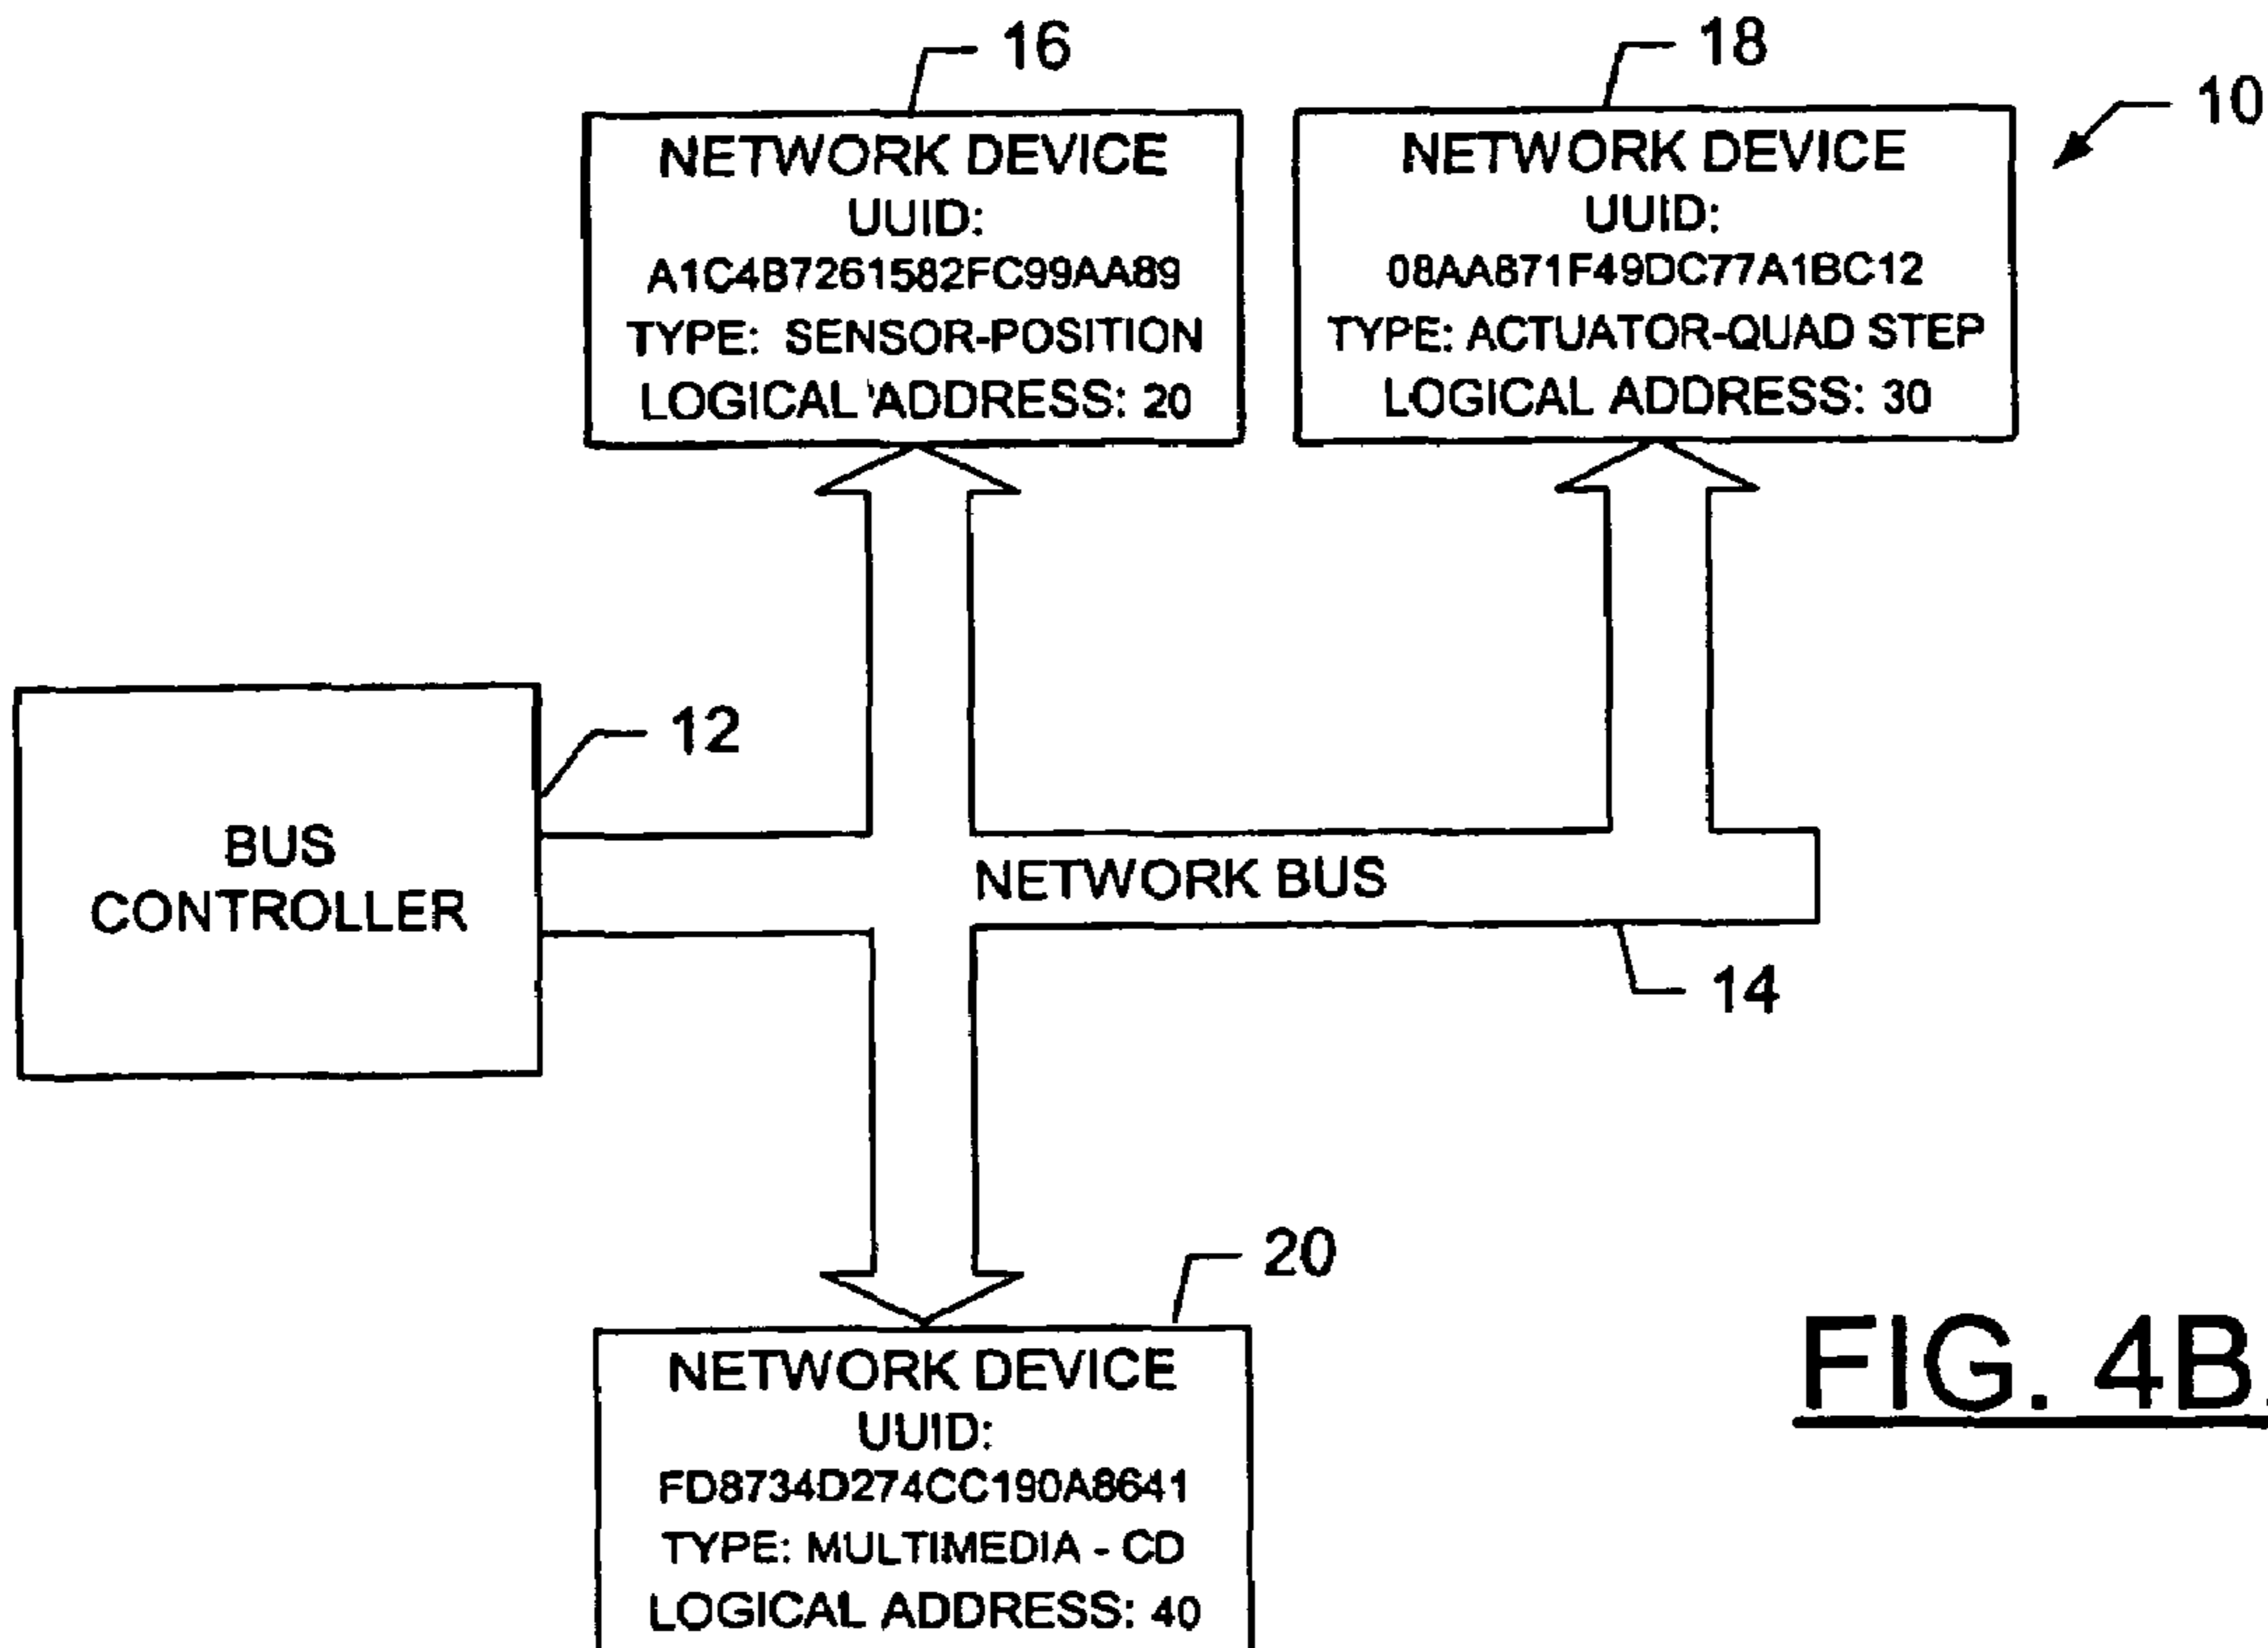 16
18
10
NETWORK DEVICE
UUID:
A1C4B7261582FC99AA89
TYPE: SENSOR-POSITION
LOGICAL ADDRESS: 20
NETWORK DEVICE
UUID:
08AA871F49DC77A1BC12
TYPE: ACTUATOR-QUAD STEP
LOGICAL ADDRESS: 30
12
BUS
CONTROLLER
NETWORK BUS
14
20
NETWORK DEVICE
UUID:
FD8734D274CC190A8641
TYPE: MULTIMEDIA - CD
LOGICAL ADDRESS: 40
FIG. 4B.